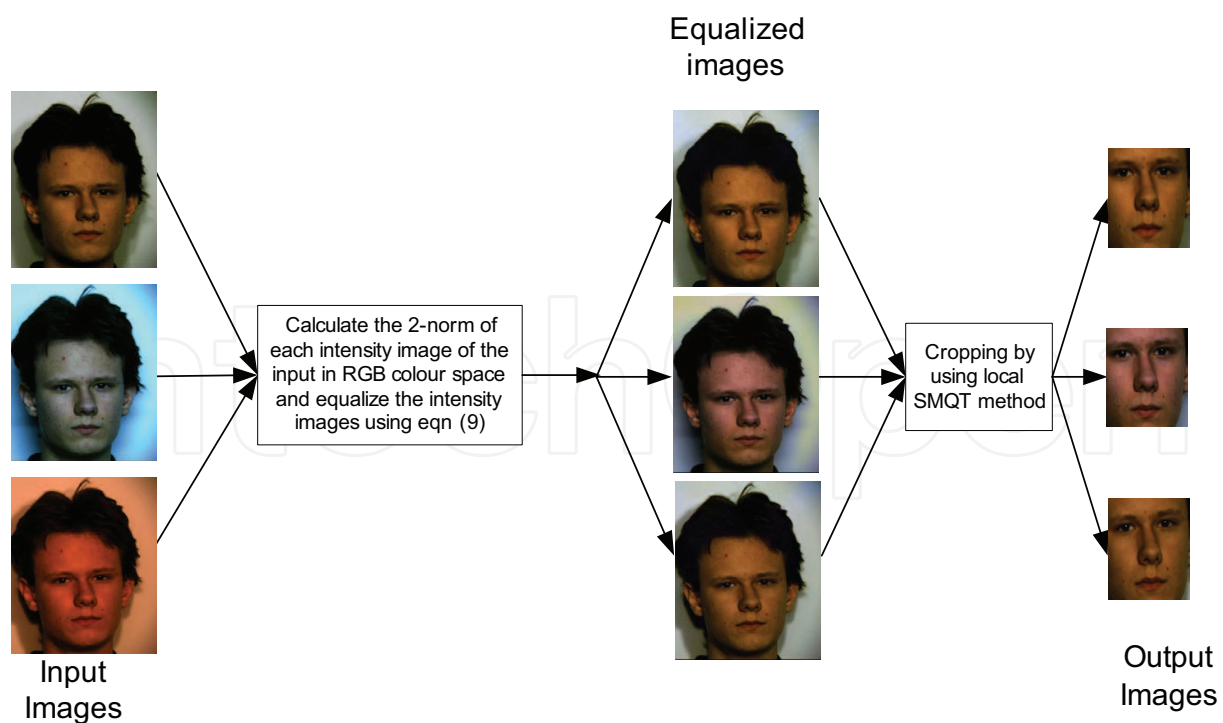 Equalized
images
Calculate the 2-norm of
each intensity image of the
input in RGB colour space
and equalize the intensity
images using eqn (9)
Cropping by
using local
SMQT method
Input
Images
Output
Images